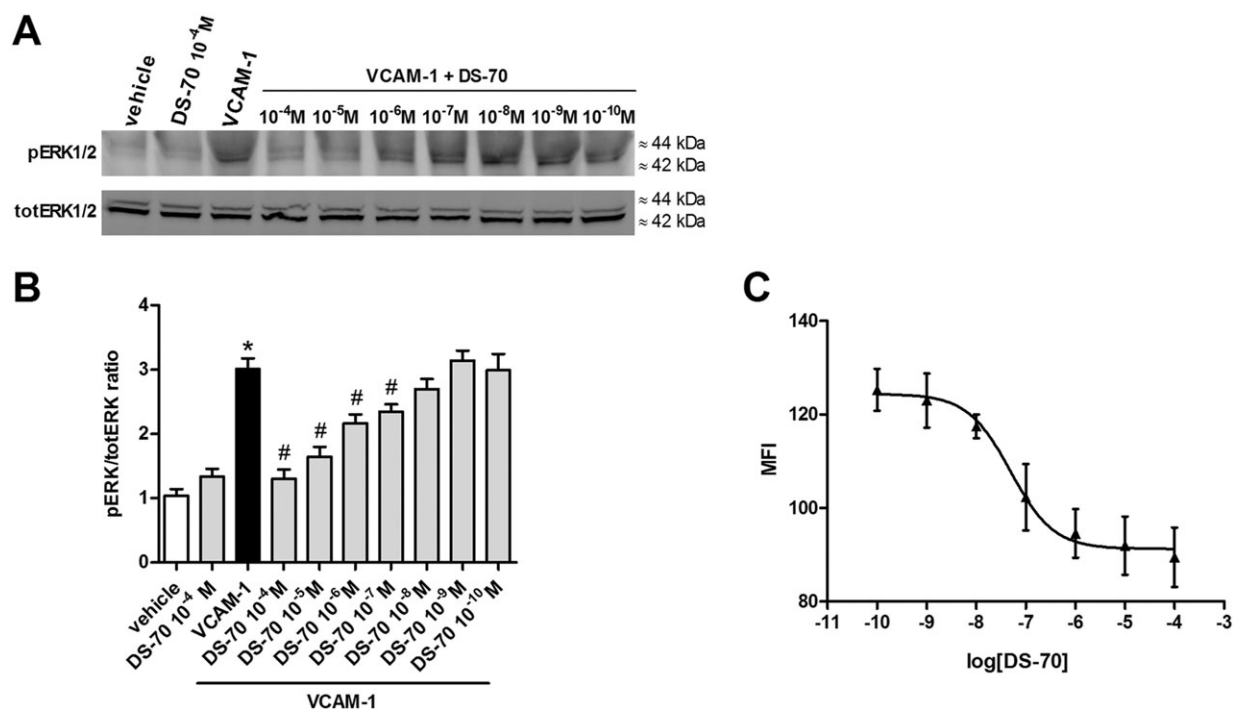 A
vehicle
DS-70 10⁻⁴M
VCAM-1
VCAM-1 + DS-70
10⁻⁴M 10⁻⁵M 10⁻⁶M 10⁻⁷M 10⁻⁸M 10⁻⁹M 10⁻¹⁰M
pERK1/2
≈ 44 kDa
≈ 42 kDa
totERK1/2
≈ 44 kDa
≈ 42 kDa
B
pERK/totERK ratio
4
3
2
1
0
*
# # # #
vehicle
DS-70 10⁻⁴ M
VCAM-1
DS-70 10⁻⁴ M
DS-70 10⁻⁵ M
DS-70 10⁻⁶ M
DS-70 10⁻⁷ M
DS-70 10⁻⁸ M
DS-70 10⁻⁹ M
DS-70 10⁻¹⁰ M
VCAM-1
C
MFI
140
120
100
80
-11 -10 -9 -8 -7 -6 -5 -4 -3
log[DS-70]